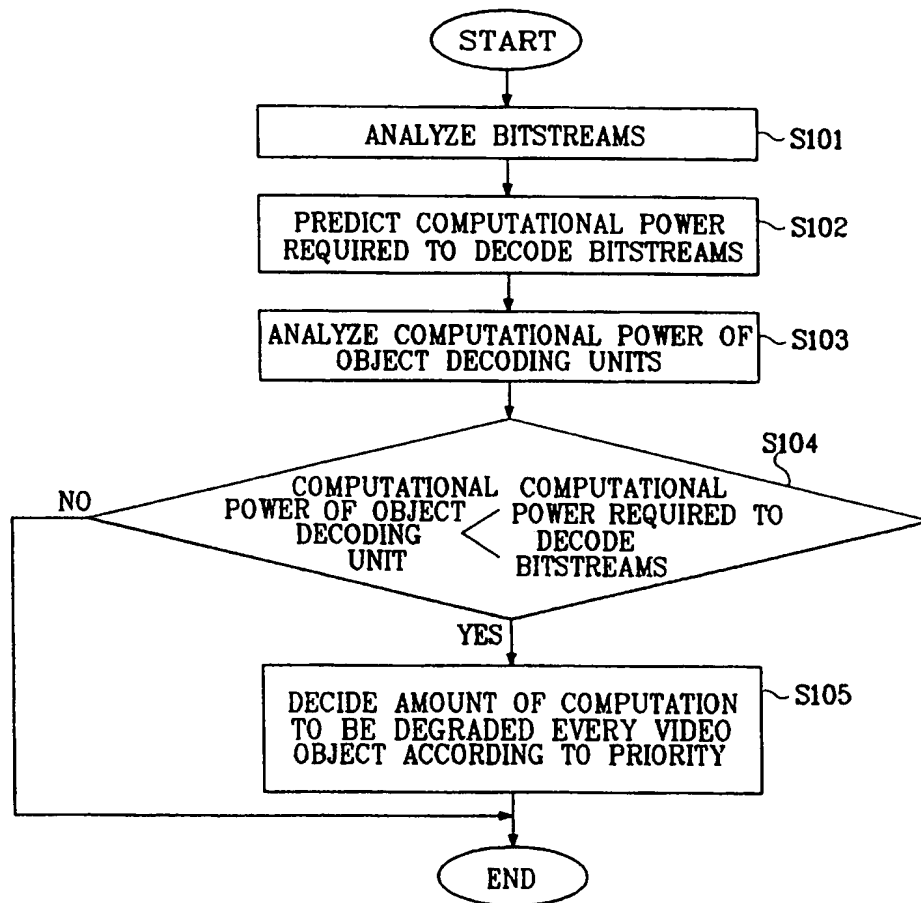 START
ANALYZE BITSTREAMS
S101
PREDICT COMPUTATIONAL POWER
REQUIRED TO DECODE BITSTREAMS
S102
ANALYZE COMPUTATIONAL POWER OF
OBJECT DECODING UNITS
S103
S104
NO
COMPUTATIONAL
POWER OF OBJECT
DECODING
UNIT
<
COMPUTATIONAL
POWER REQUIRED TO
DECODE
BITSTREAMS
YES
DECIDE AMOUNT OF COMPUTATION
TO BE DEGRADED EVERY VIDEO
OBJECT ACCORDING TO PRIORITY
S105
END